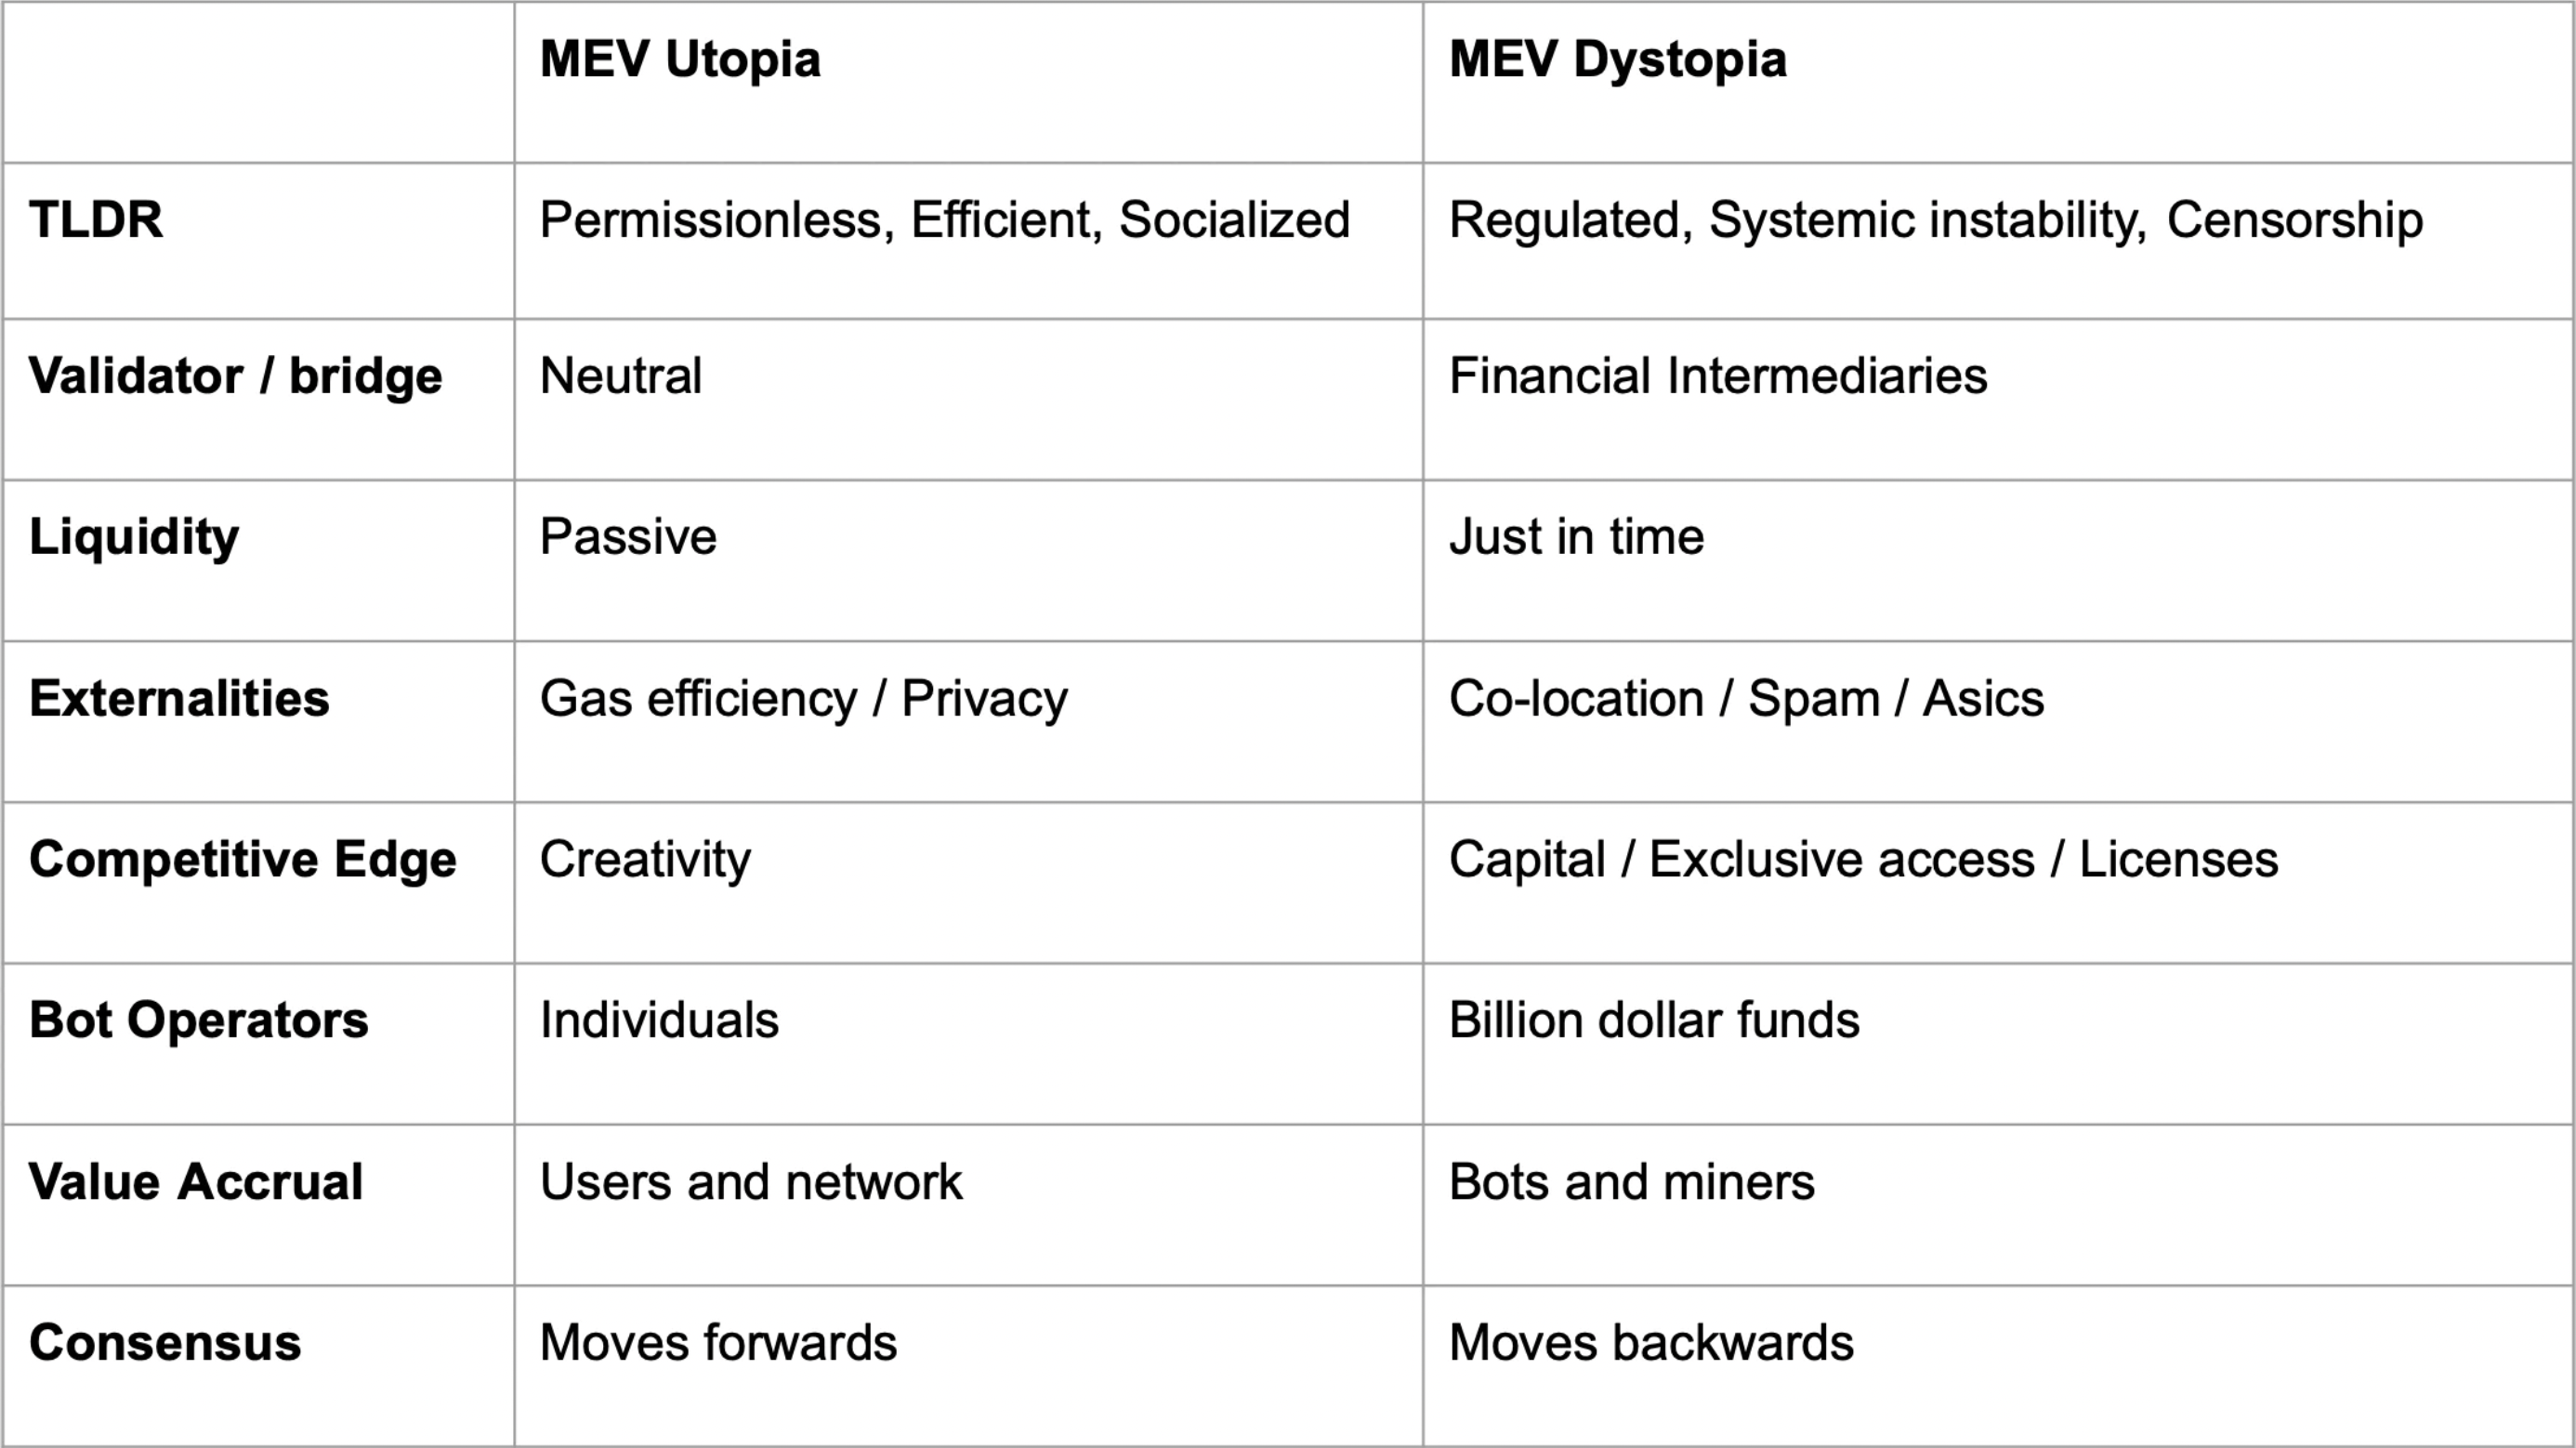 MEV Utopia MEV Dystopia
TLDR Permissionless, Efficient, Socialized Regulated, Systemic instability, Censorship
Validator / bridge Neutral Financial Intermediaries
Liquidity Passive Just in time
Externalities Gas efficiency / Privacy Co-location / Spam / Asics
Competitive Edge Creativity Capital / Exclusive access / Licenses
Bot Operators Individuals Billion dollar funds
Value Accrual Users and network Bots and miners
Consensus Moves forwards Moves backwards